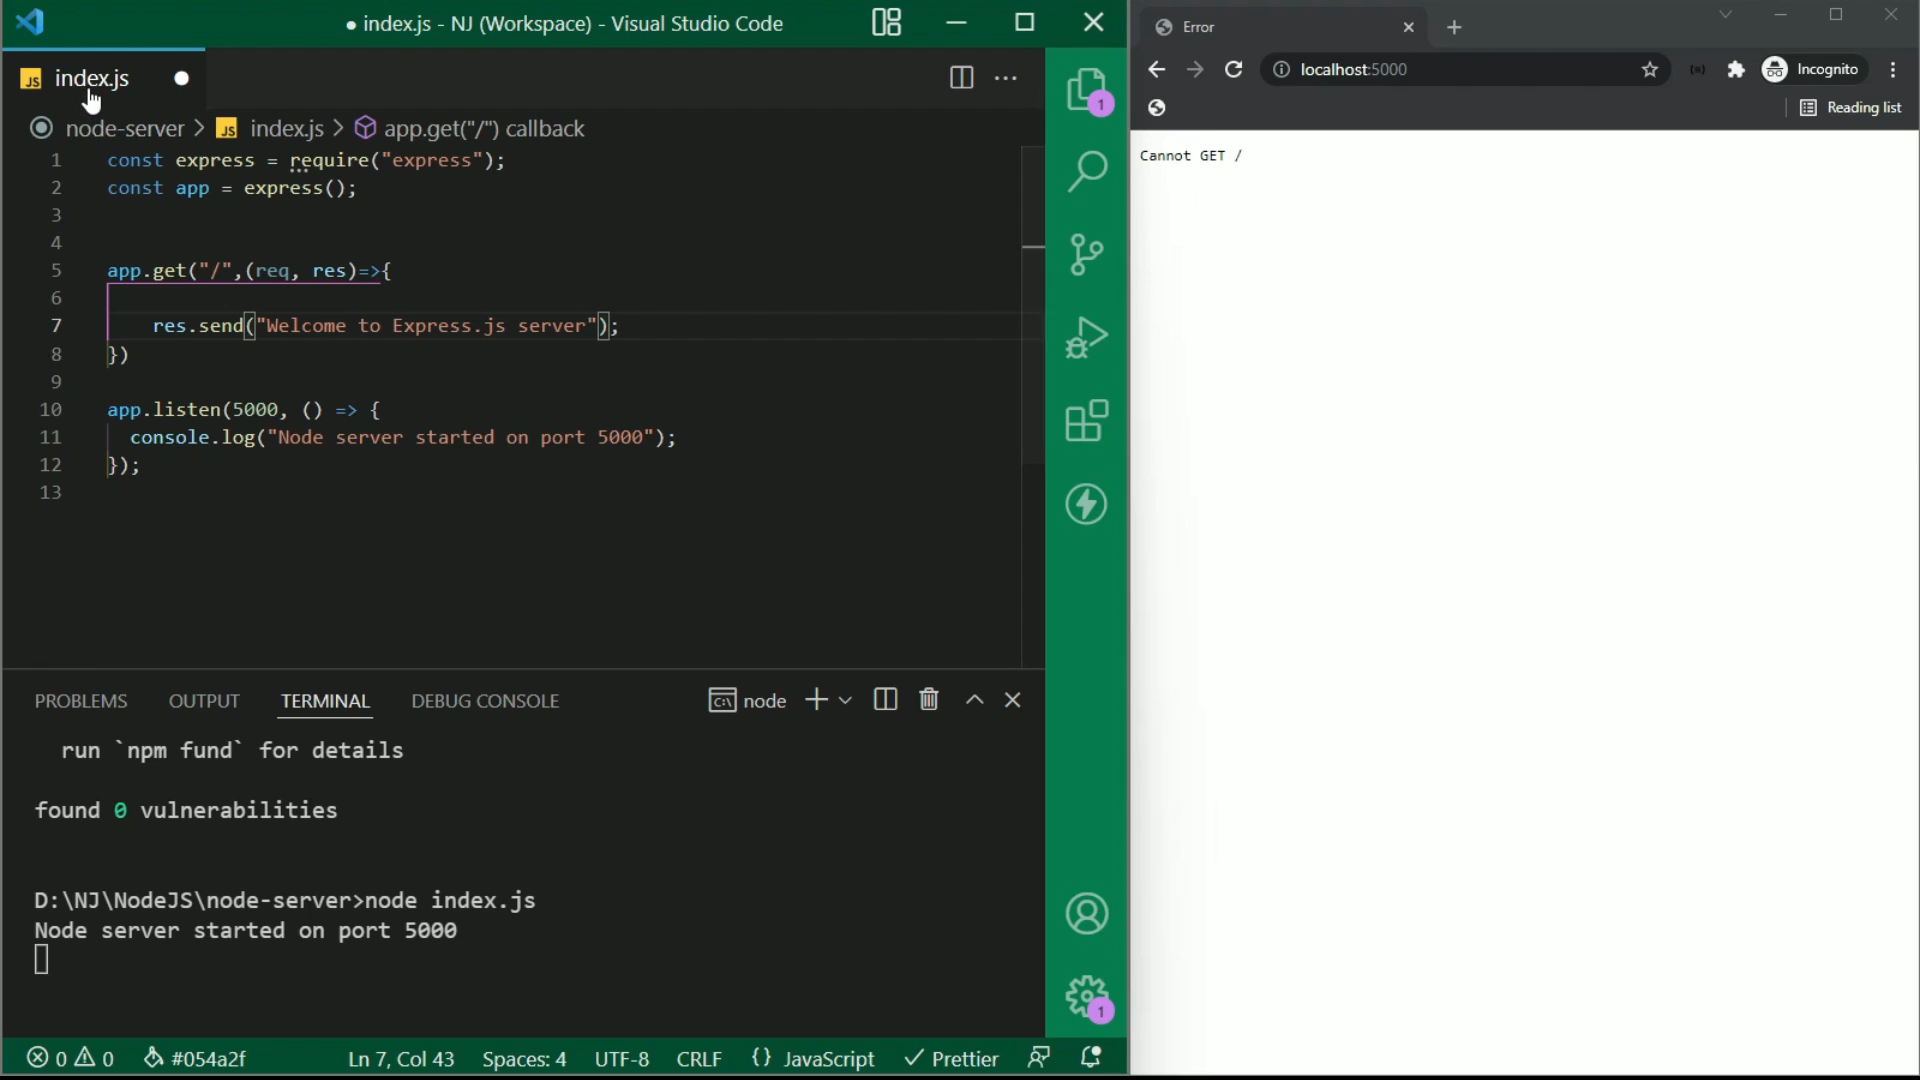 ● index.js - NJ (Workspace) - Visual Studio Code
JS index.js
node-server > JS index.js > app.get("/") callback
1 const express = require("express");
2 const app = express();
3
4
5 app.get("/",(req, res)=>{
6
7 res.send("Welcome to Express.js server");
8 })
9
10 app.listen(5000, () => {
11 console.log("Node server started on port 5000");
12 });
13
1
PROBLEMS OUTPUT TERMINAL DEBUG CONSOLE node
run `npm fund` for details
found 0 vulnerabilities
D:\NJ\NodeJS\node-server>node index.js
Node server started on port 5000
1
0 0 #054a2f Ln 7, Col 43 Spaces: 4 UTF-8 CRLF {} JavaScript Prettier
Error
localhost:5000 Incognito
Reading list
Cannot GET /